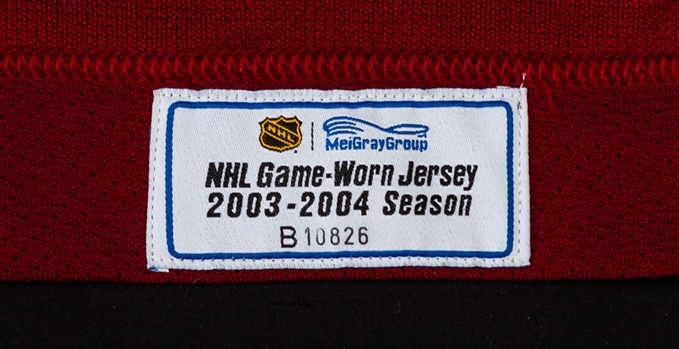 NHL
MeiGrayGroup
NHL Game-Worn Jersey
2003-2004 Season
B10826